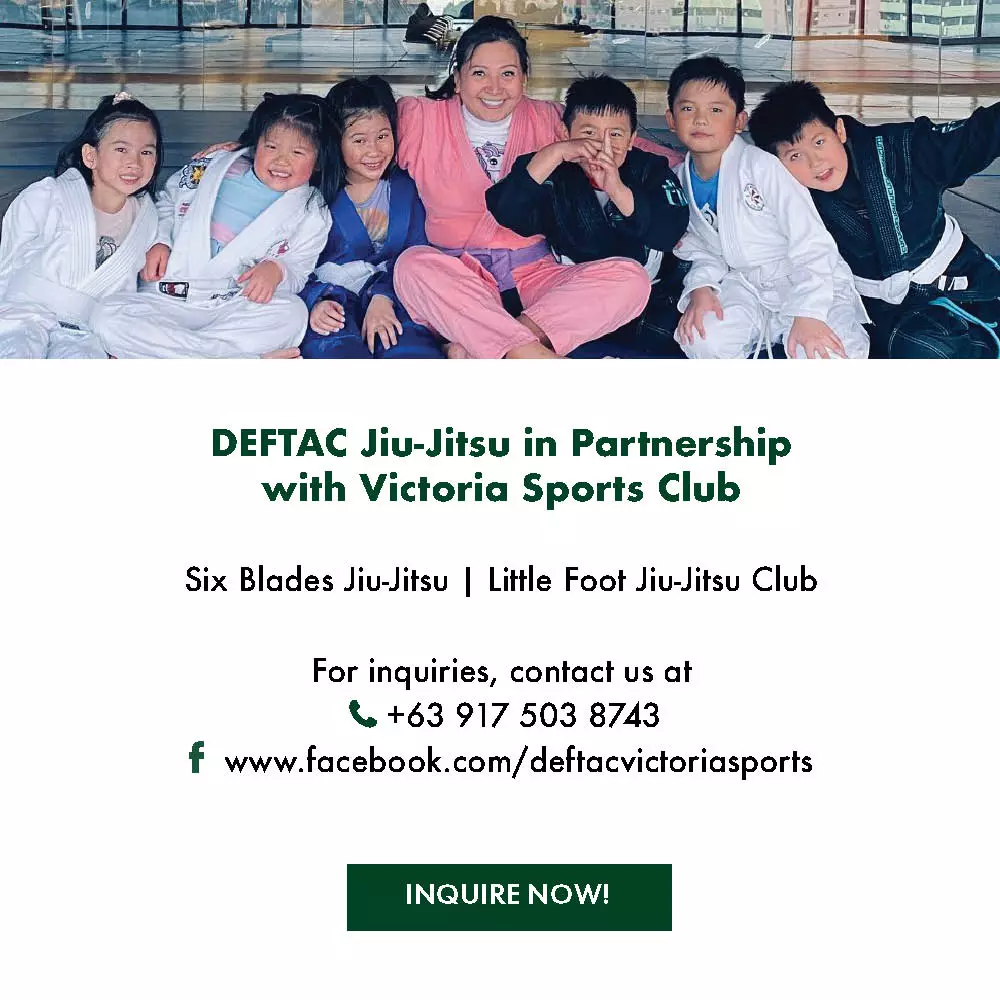 DEFTAC Jiu-Jitsu in Partnership
with Victoria Sports Club
Six Blades Jiu-Jitsu | Little Foot Jiu-Jitsu Club
For inquiries, contact us at
+63 917 503 8743
www.facebook.com/deftacvictoriasports
INQUIRE NOW!